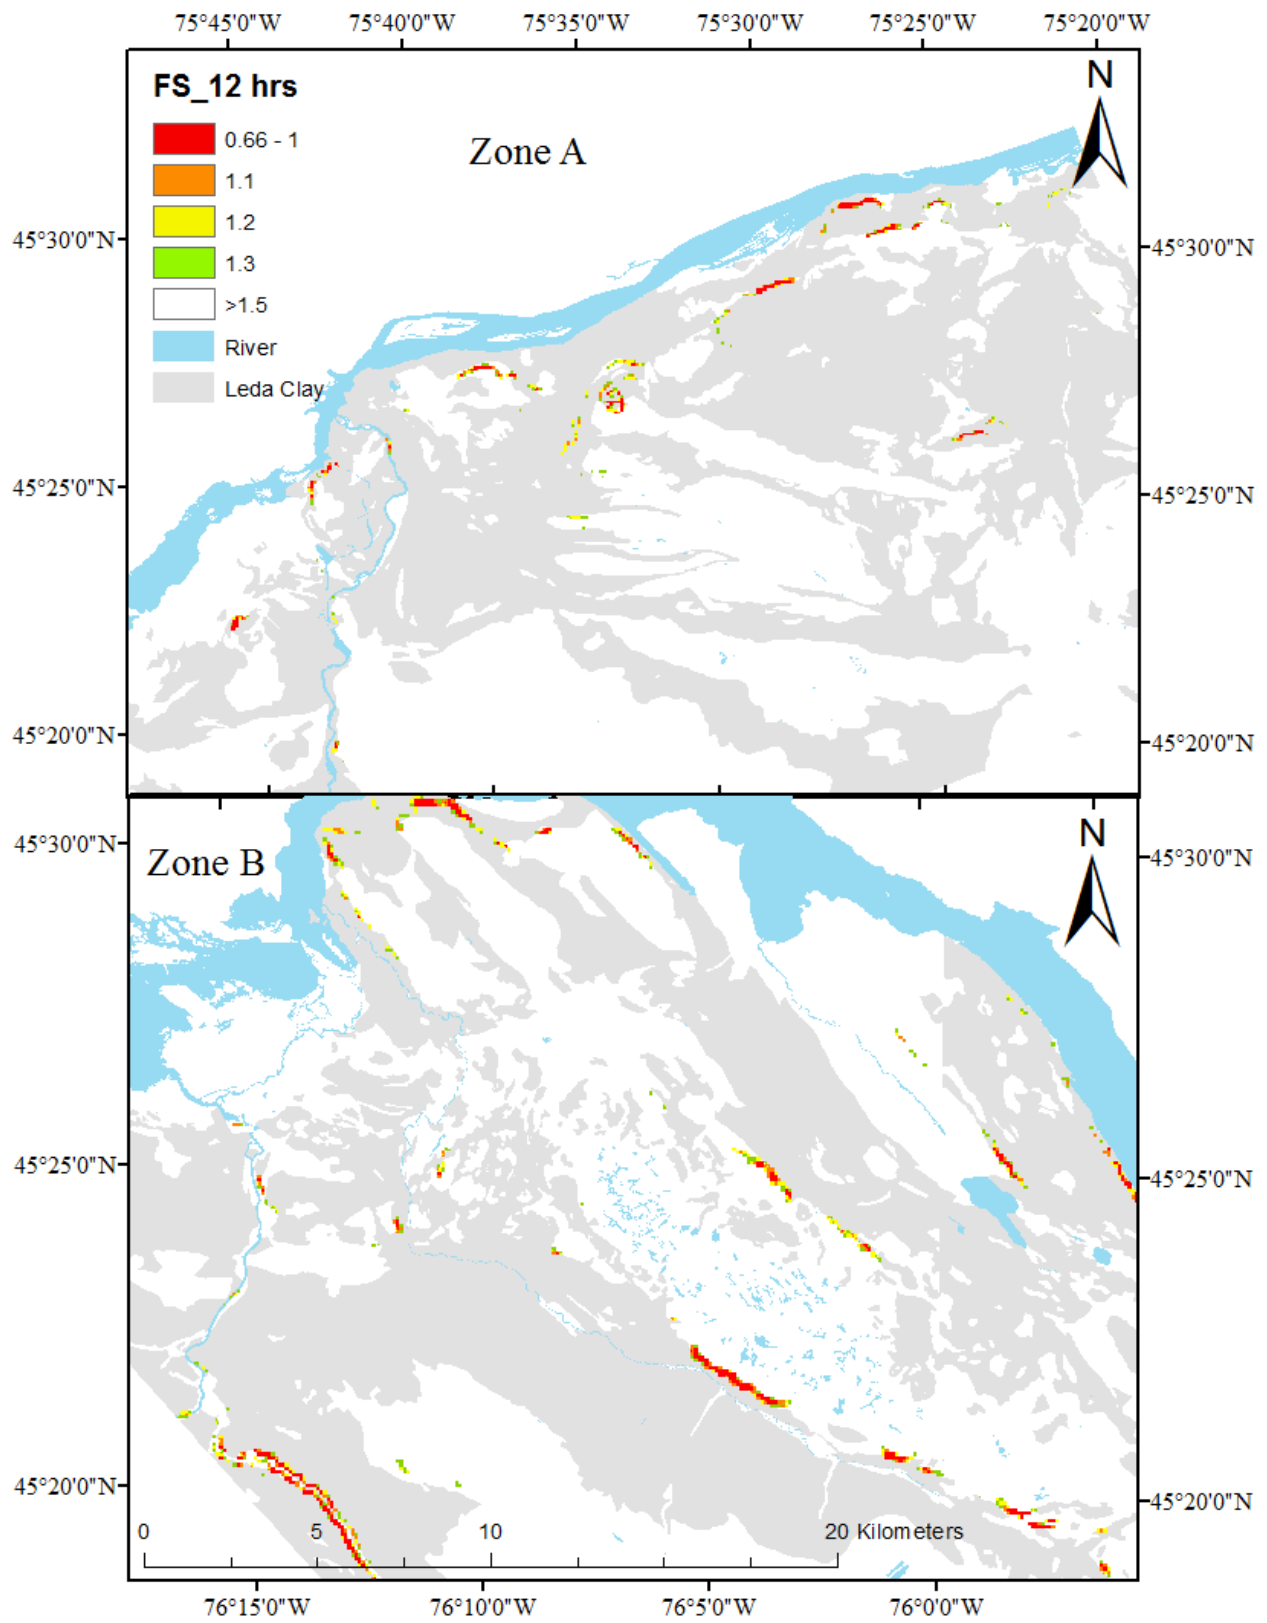 75°45'0"W 75°40'0"W 75°35'0"W 75°30'0"W 75°25'0"W 75°20'0"W
FS_12 hrs
N
0.66 - 1
Zone A
1.1
1.2
45°30'0"N 45°30'0"N
1.3
>1.5
River
Leda Clay
45°25'0"N 45°25'0"N
45°20'0"N 45°20'0"N
N
45°30'0"N 45°30'0"N
Zone B
45°25'0"N 45°25'0"N
45°20'0"N 45°20'0"N
0 5 10 20 Kilometers
76°15'0"W 76°10'0"W 76°5'0"W 76°0'0"W